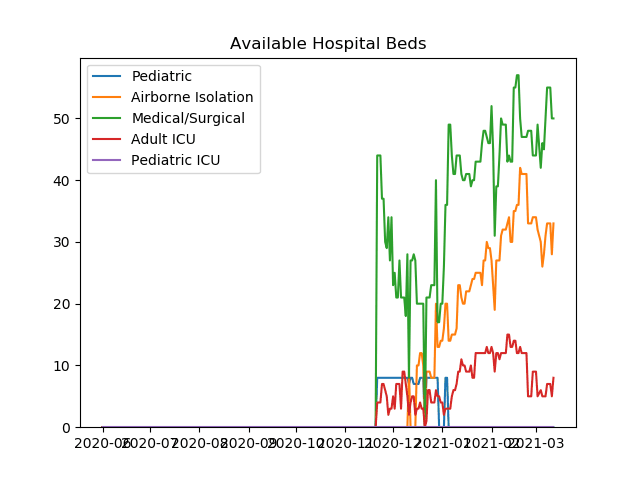 Available Hospital Beds
Pediatric
Airborne Isolation
Medical/Surgical
Adult ICU
Pediatric ICU
50
40
30
20
10
0
2020-06 2020-07 2020-08 2020-09 2020-10 2020-11 2020-12 2021-01 2021-02 2021-03